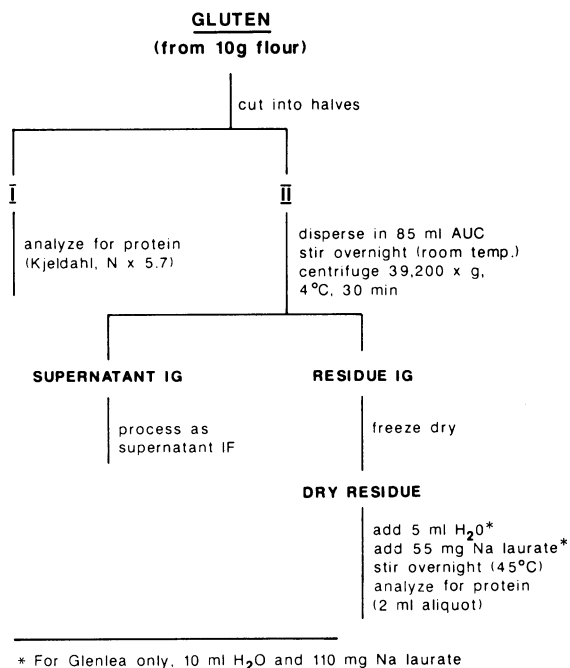 GLUTEN
(from 10g flour)
cut into halves
I
II
analyze for protein
(Kjeldahl, N x 5.7)
disperse in 85 ml AUC
stir overnight (room temp.)
centrifuge 39,200 x g,
4°C, 30 min
SUPERNATANT IG
RESIDUE IG
process as
supernatant IF
freeze dry
DRY RESIDUE
add 5 ml H₂O*
add 55 mg Na laurate*
stir overnight (45°C)
analyze for protein
(2 ml aliquot)
* For Glenlea only, 10 ml H₂O and 110 mg Na laurate